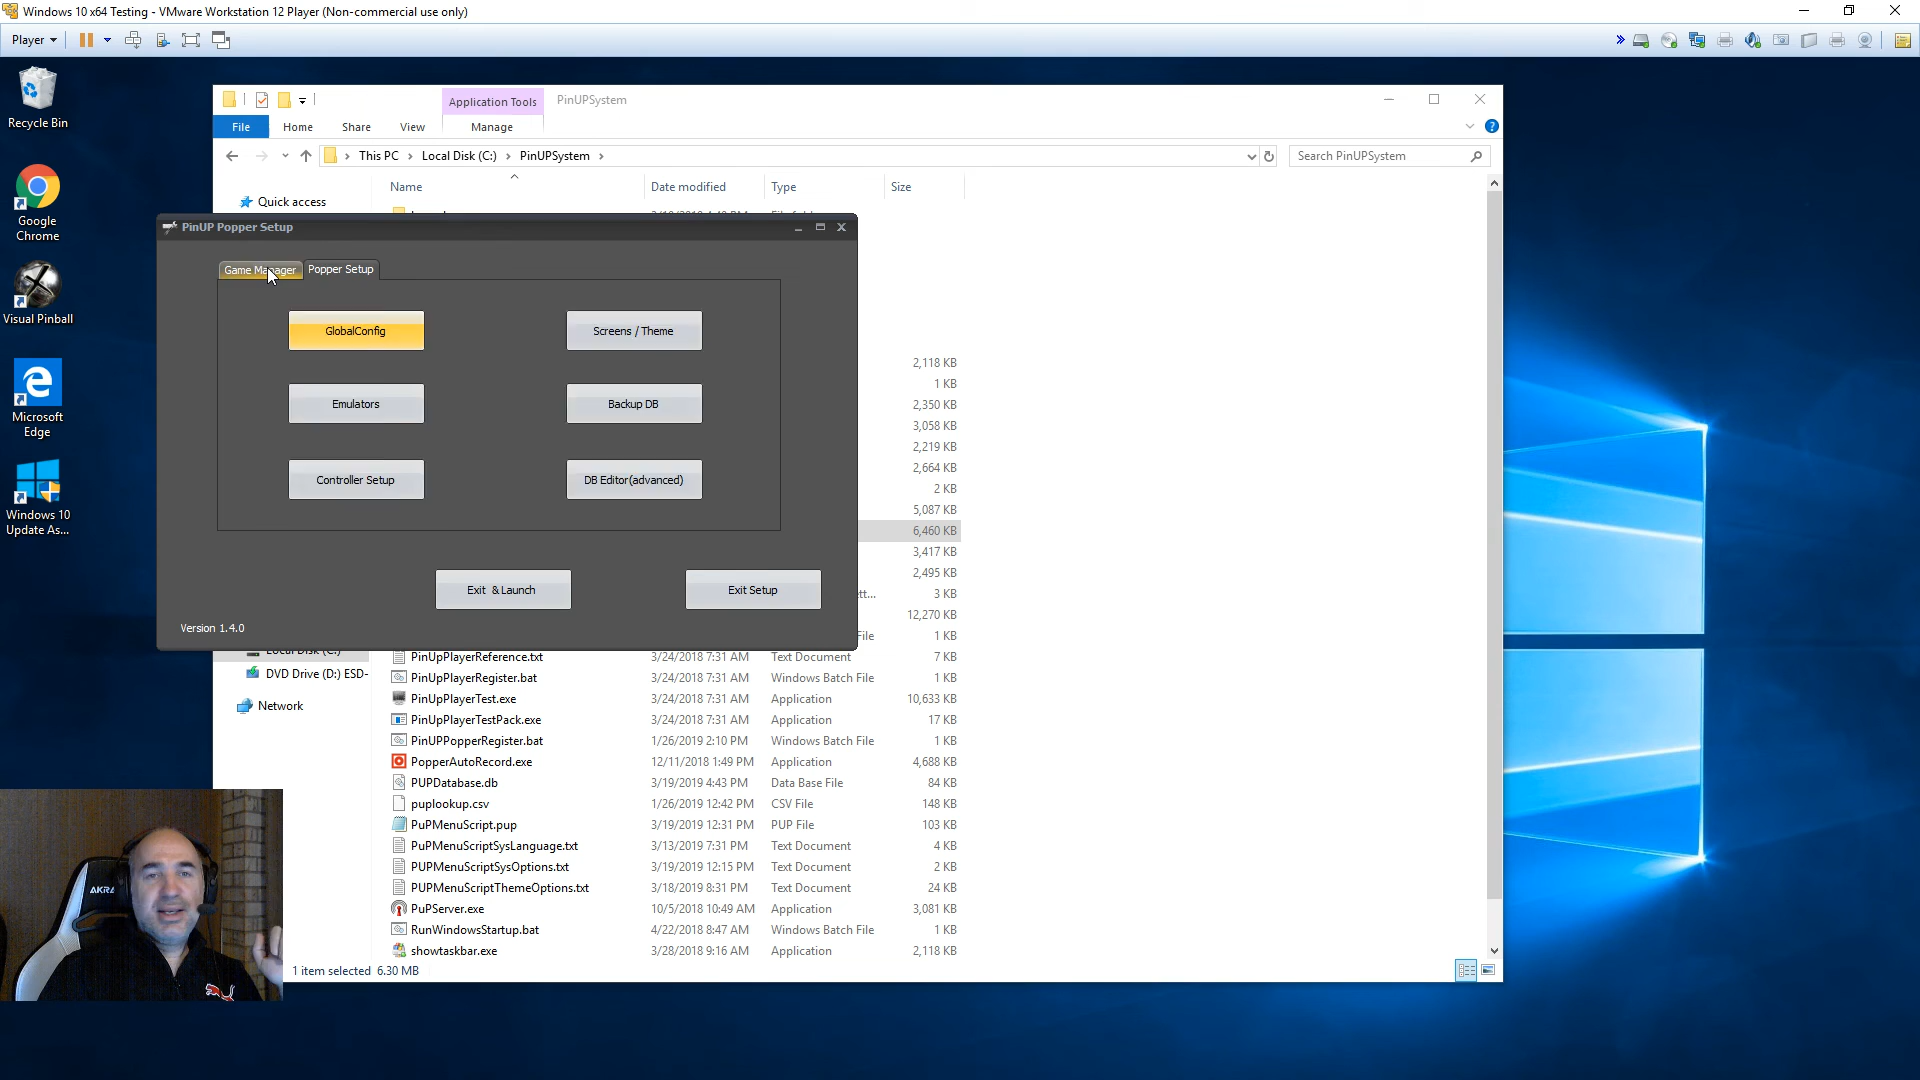 Windows 10 x64 Testing - VMware Workstation 12 Player (Non-commercial use only)
Player
Recycle Bin
Google
Chrome
Visual Pinball
Microsoft
Edge
Windows 10
Update As...
Application Tools
PinUPSystem
File
Home
Share
View
Manage
This PC
Local Disk (C:)
PinUPSystem
Search PinUPSystem
Name
Date modified
Type
Size
Quick access
PinUP Popper Setup
Game Manager
Popper Setup
GlobalConfig
Screens / Theme
Emulators
Backup DB
Controller Setup
DB Editor(advanced)
Exit & Launch
Exit Setup
Version 1.4.0
2,118 KB
1 KB
2,350 KB
3,058 KB
2,219 KB
2,664 KB
2 KB
5,087 KB
6,460 KB
3,417 KB
2,495 KB
ett... 3 KB
12,270 KB
File 1 KB
Local Disk (C:)
DVD Drive (D:) ESD-
Network
PinUpPlayerReference.txt 3/24/2018 7:31 AM Text Document 7 KB
PinUpPlayerRegister.bat 3/24/2018 7:31 AM Windows Batch File 1 KB
PinUpPlayerTest.exe 3/24/2018 7:31 AM Application 10,633 KB
PinUpPlayerTestPack.exe 3/24/2018 7:31 AM Application 17 KB
PinUPPopperRegister.bat 1/26/2019 2:10 PM Windows Batch File 1 KB
PopperAutoRecord.exe 12/11/2018 1:49 PM Application 4,688 KB
PUPDatabase.db 3/19/2019 4:43 PM Data Base File 84 KB
puplookup.csv 1/26/2019 12:42 PM CSV File 148 KB
PuPMenuScript.pup 3/19/2019 12:31 PM PUP File 103 KB
PuPMenuScriptSysLanguage.txt 3/13/2019 7:31 PM Text Document 4 KB
PUPMenuScriptSysOptions.txt 3/19/2019 12:15 PM Text Document 2 KB
PUPMenuScriptThemeOptions.txt 3/18/2019 8:31 PM Text Document 24 KB
PuPServer.exe 10/5/2018 10:49 AM Application 3,081 KB
RunWindowsStartup.bat 4/22/2018 8:47 AM Windows Batch File 1 KB
showtaskbar.exe 3/28/2018 9:16 AM Application 2,118 KB
1 item selected 6.30 MB